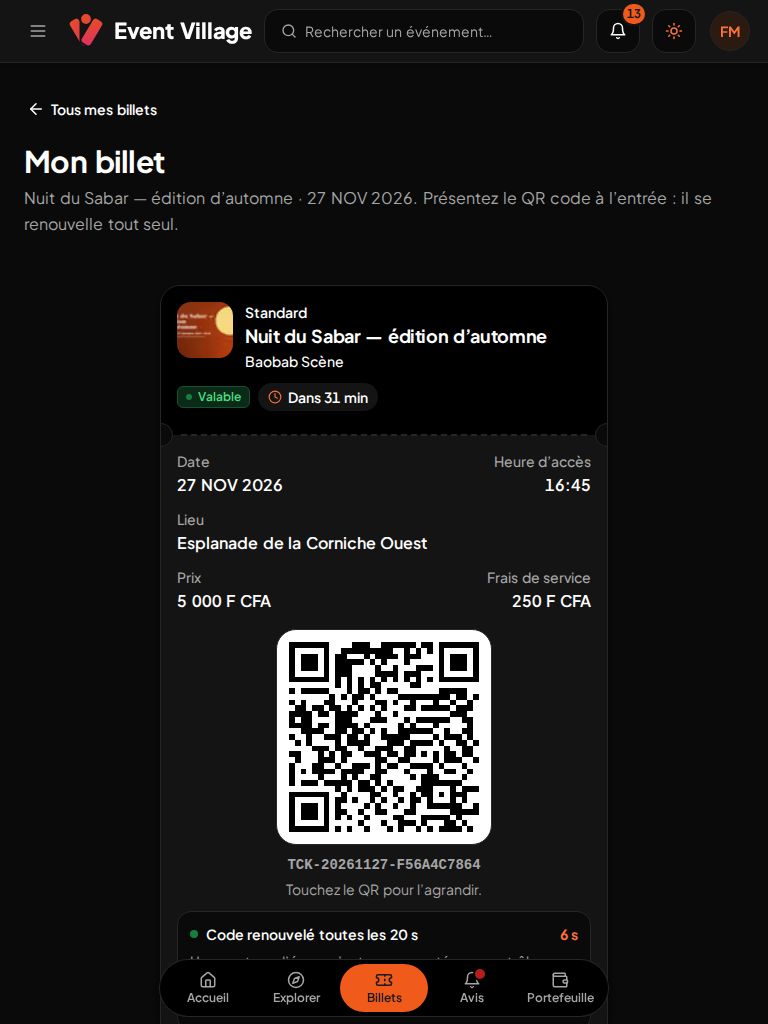 Event Village
Rechercher un événement…
13
FM
Tous mes billets
Mon billet
Nuit du Sabar — édition d’automne · 27 NOV 2026. Présentez le QR code à l’entrée : il se
renouvelle tout seul.
Standard
Nuit du Sabar — édition d’automne
Baobab Scène
Valable
Dans 31 min
Date
Heure d’accès
27 NOV 2026
16:45
Lieu
Esplanade de la Corniche Ouest
Prix
Frais de service
5 000 F CFA
250 F CFA
TCK-20261127-F56A4C7864
Touchez le QR pour l’agrandir.
Code renouvelé toutes les 20 s
6 s
Accueil
Explorer
Billets
Avis
Portefeuille